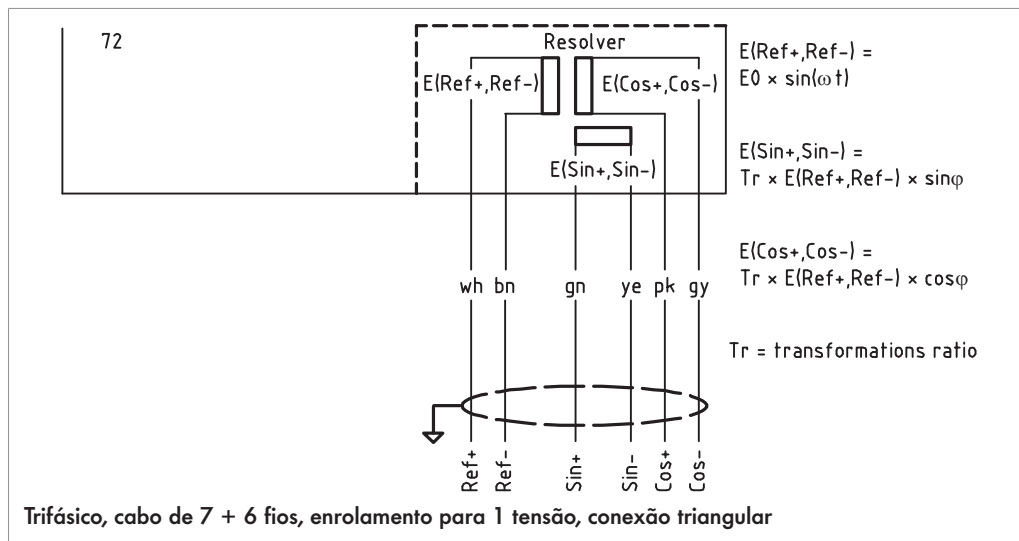 72
Resolver
E(Ref+,Ref-)
E(Cos+,Cos-)
E(Sin+,Sin-)
E(Ref+,Ref-) =
E0 × sin(ωt)
E(Sin+,Sin-) =
Tr × E(Ref+,Ref-) × sinφ
E(Cos+,Cos-) =
Tr × E(Ref+,Ref-) × cosφ
Tr = transformations ratio
wh bn gn ye pk gy
Ref+
Ref-
Sin+
Sin-
Cos+
Cos-
Trifásico, cabo de 7 + 6 fios, enrolamento para 1 tensão, conexão triangular